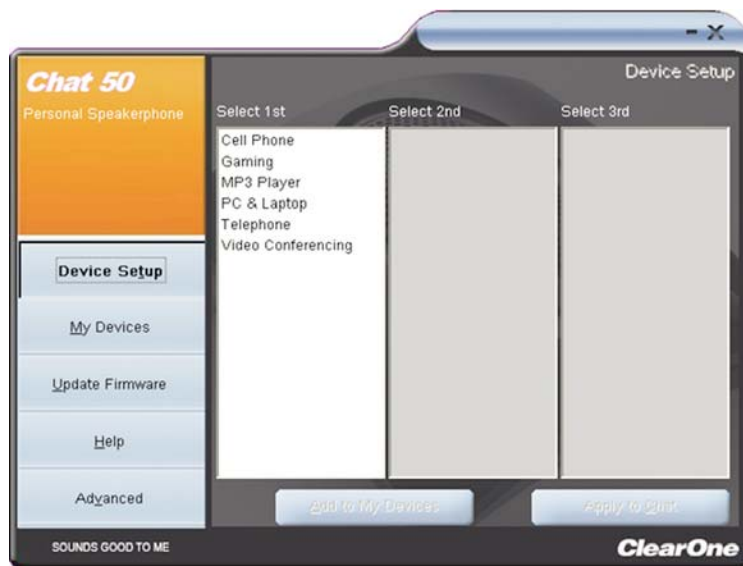 Chat 50
Personal Speakerphone
Device Setup
Select 1st Select 2nd Select 3rd
Cell Phone
Gaming
MP3 Player
PC & Laptop
Telephone
Video Conferencing
Device Setup
My Devices
Update Firmware
Help
Advanced
Add to My Devices Apply to Chat
SOUNDS GOOD TO ME
ClearOne